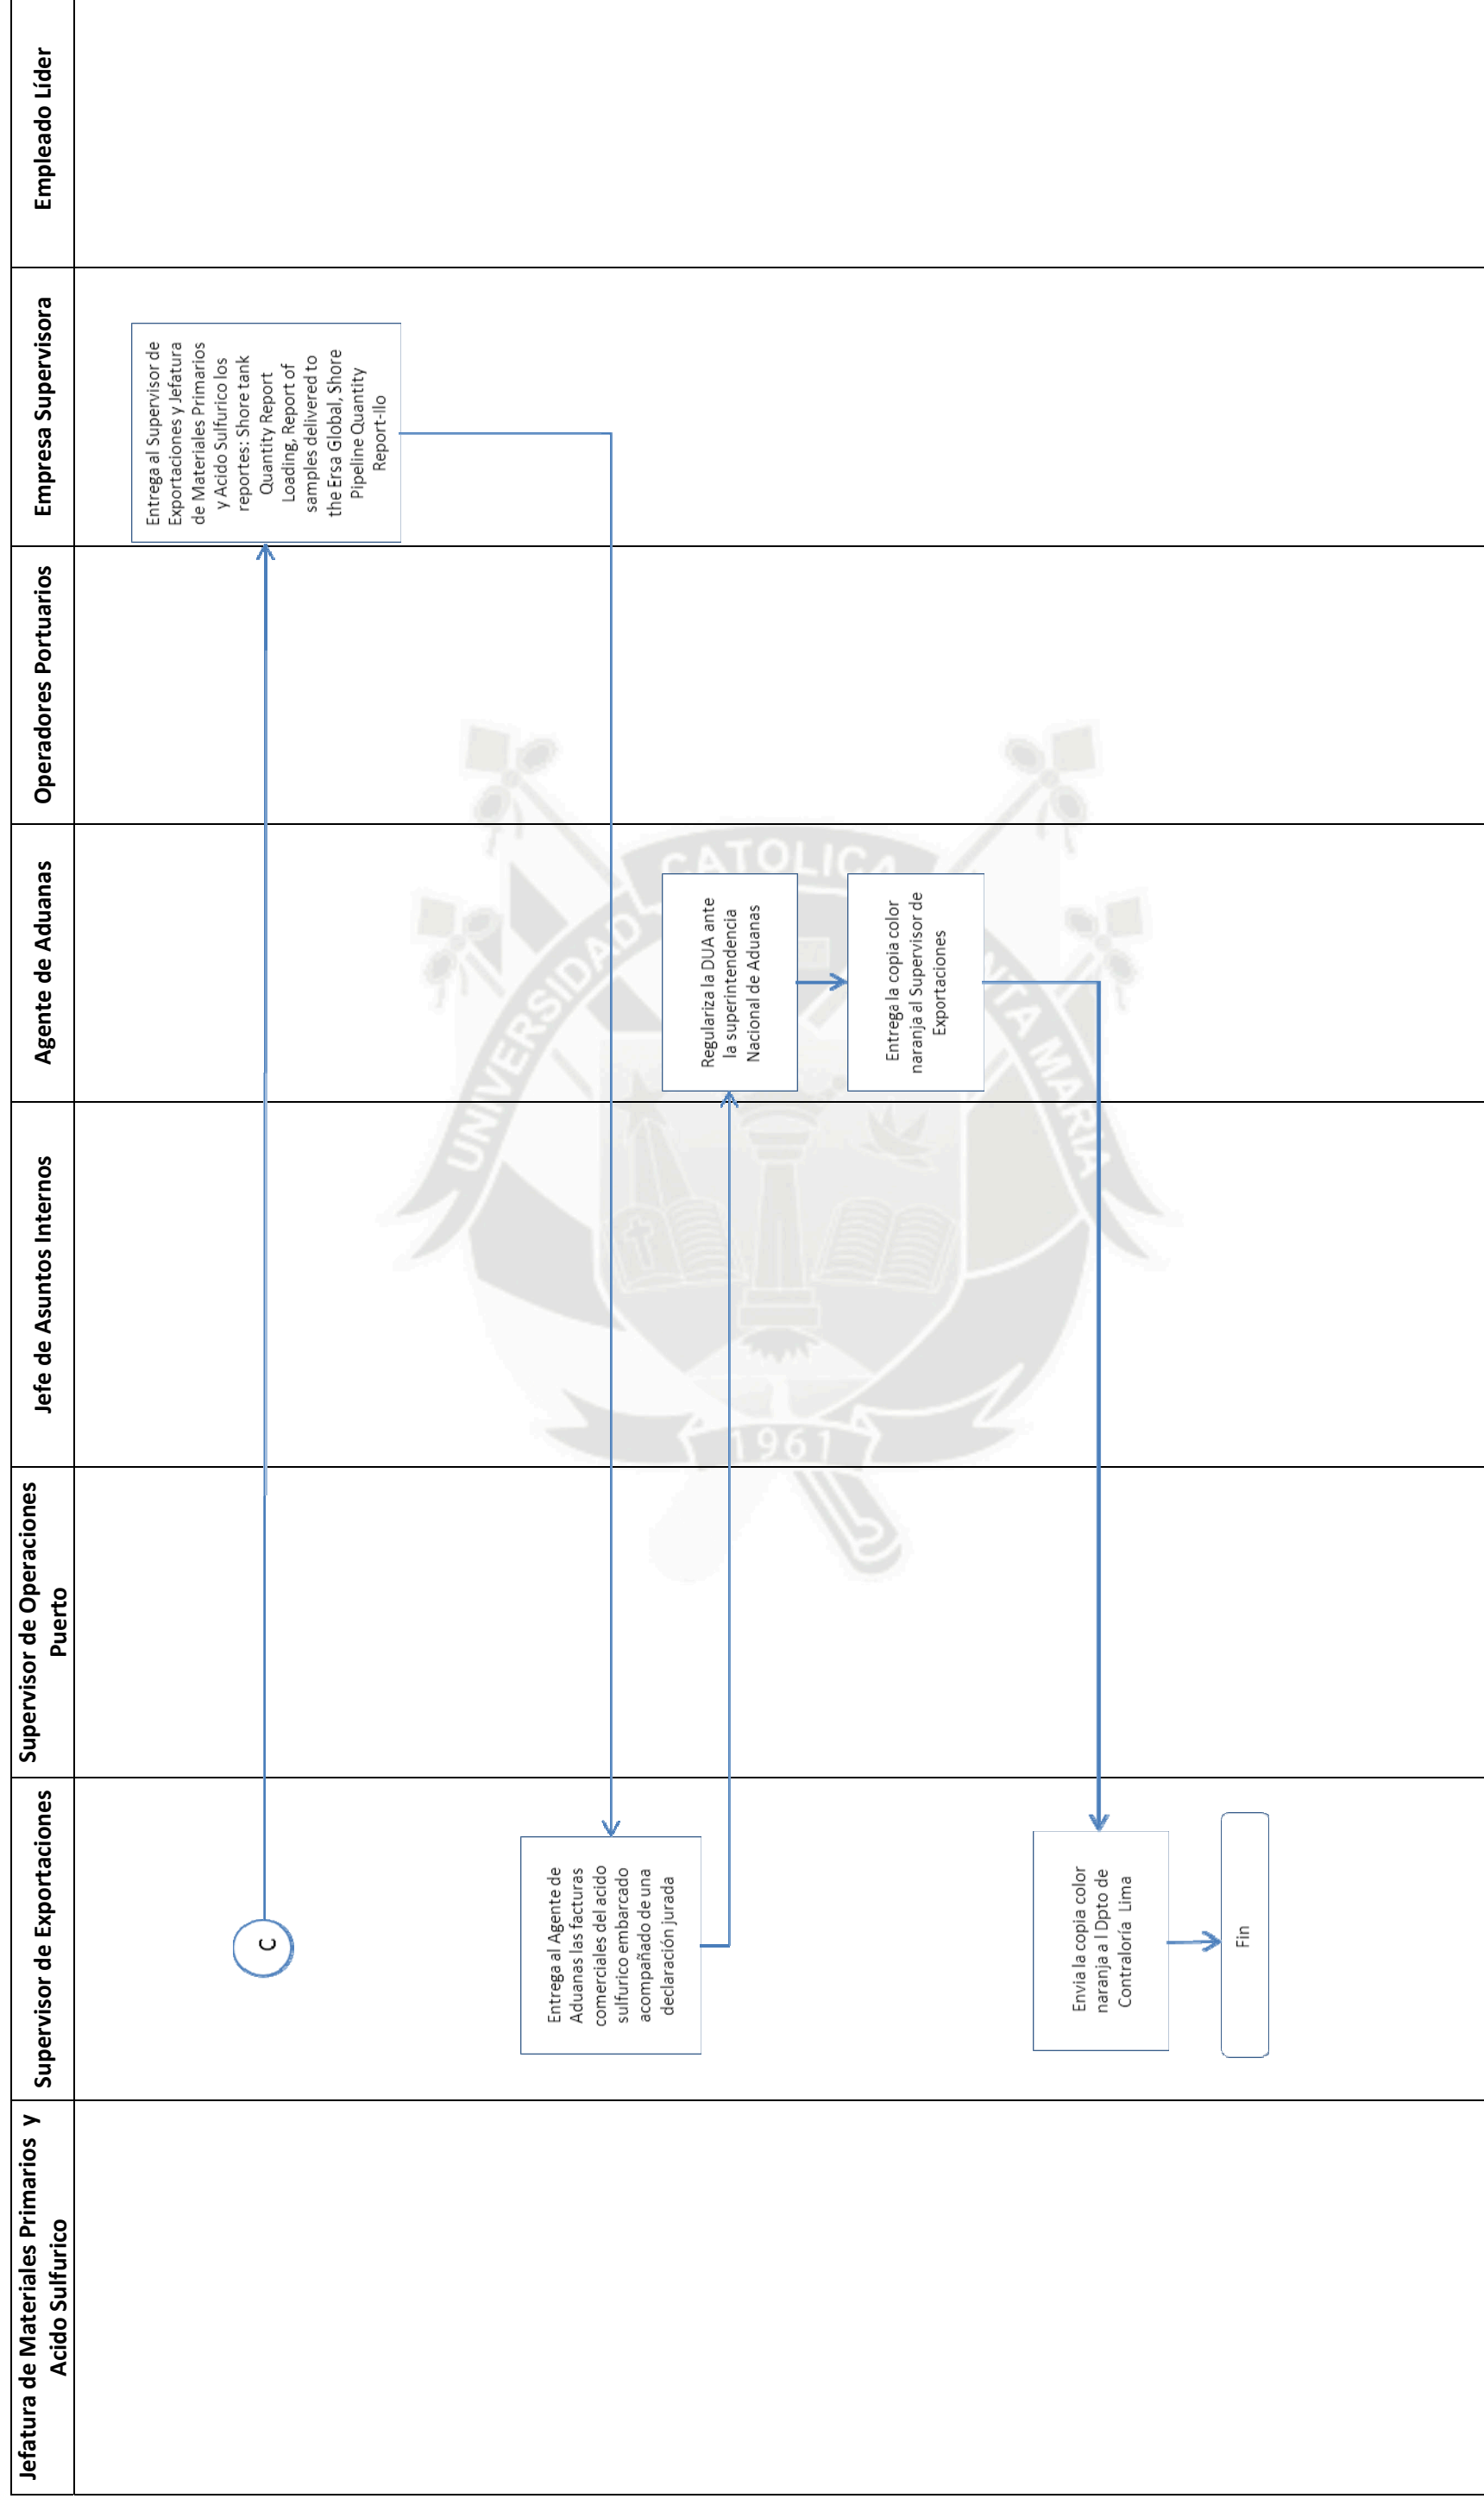 Jefatura de Materiales Primarios y
Acido Sulfurico
Supervisor de Exportaciones
Supervisor de Operaciones
Puerto
Jefe de Asuntos Internos
Agente de Aduanas
Operadores Portuarios
Empresa Supervisora
Empleado Líder
C
Entrega al Supervisor de
Exportaciones y Jefatura
de Materiales Primarios
y Acido Sulfurico los
reportes: Shore tank
Quantity Report
Loading, Report of
samples delivered to
the Ersa Global, Shore
Pipeline Quantity
Report-Ilo
Entrega al Agente de
Aduanas las facturas
comerciales del acido
sulfurico embarcado
acompañado de una
declaración jurada
Regulariza la DUA ante
la superintendencia
Nacional de Aduanas
Entrega la copia color
naranja al Supervisor de
Exportaciones
Envia la copia color
naranja a l Dpto de
Contraloría Lima
Fin
UNIVERSIDAD CATOLICA
NTA MARIA
1961